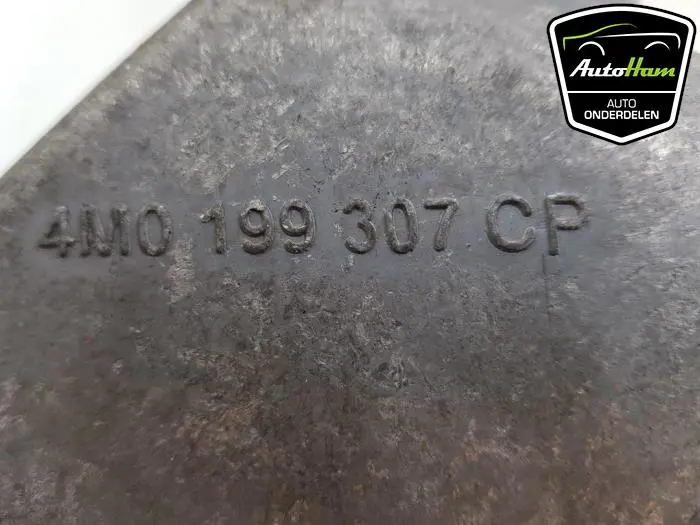 AutoHam
AUTO
ONDERDELEN
4M0 199 307 CP